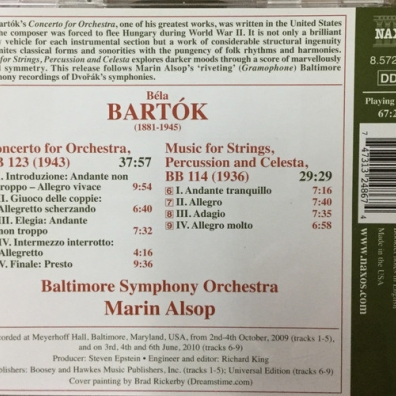 artók's Concerto for Orchestra, one of his greatest works, was written in the United States
the composer was forced to flee Hungary during World War II. It is not only a brilliant
y vehicle for each instrumental section but a work of considerable structural ingenuity
nites classical forms and sonorities with the pungency of folk rhythms and harmonies.
for Strings, Percussion and Celesta explores darker moods through a score of marvellously
l symmetry. This release follows Marin Alsop's 'riveting' (Gramophone) Baltimore
phony recordings of Dvořák's symphonies.
Béla
BARTÓK
(1881-1945)
Concerto for Orchestra,
B 123 (1943) 37:57
I. Introduzione: Andante non
troppo – Allegro vivace 9:54
II. Giuoco delle coppie:
Allegretto scherzando 6:40
III. Elegia: Andante
non troppo 7:32
IV. Intermezzo interrotto:
Allegretto 4:16
V. Finale: Presto 9:36
Music for Strings,
Percussion and Celesta,
BB 114 (1936) 29:29
6 I. Andante tranquillo 7:16
7 II. Allegro 7:40
8 III. Adagio 7:35
9 IV. Allegro molto 6:58
Baltimore Symphony Orchestra
Marin Alsop
ecorded at Meyerhoff Hall, Baltimore, Maryland, USA, from 2nd-4th October, 2009 (tracks 1-5),
and on 3rd, 4th and 6th June, 2010 (tracks 6-9)
Producer: Steven Epstein • Engineer and editor: Richard King
Publishers: Boosey and Hawkes Music Publishers, Inc. (tracks 1-5); Universal Edition (tracks 6-9)
Cover painting by Brad Rickerby (Dreamstime.com)
NAXOS
8.572
DD
Playing
67:2
7 47313 24867 4
www.naxos.com
Made in the USA